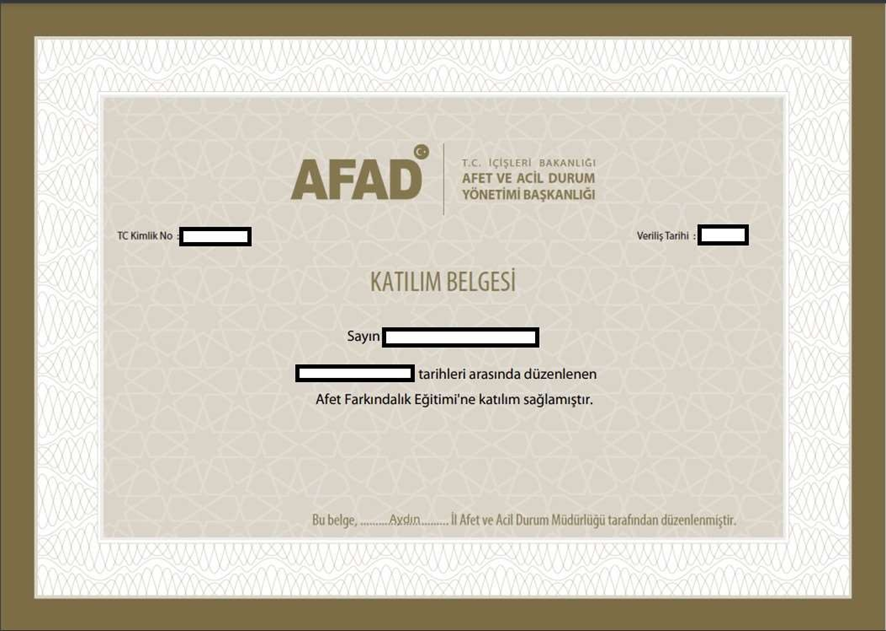 AFAD
T.C. İÇİŞLERİ BAKANLIĞI
AFET VE ACİL DURUM
YÖNETİMİ BAŞKANLIĞI
TC Kimlik No :
Veriliş Tarihi :
KATILIM BELGESİ
Sayın
tarihleri arasında düzenlenen
Afet Farkındalık Eğitimi'ne katılım sağlamıştır.
Bu belge, .........Aydın......... İl Afet ve Acil Durum Müdürlüğü tarafından düzenlenmiştir.